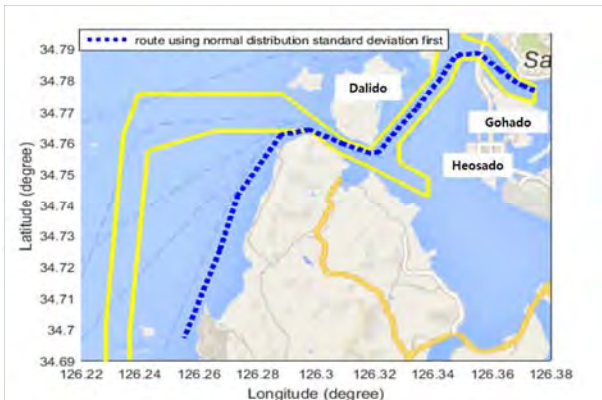 34.79
route using normal distribution standard deviation first
Sa
34.78
Dalido
34.77
Gohado
34.76
Heosado
34.75
34.74
34.73
34.72
34.71
34.7
34.69
Latitude (degree)
126.22 126.24 126.26 126.28 126.3 126.32 126.34 126.36 126.38
Longitude (degree)